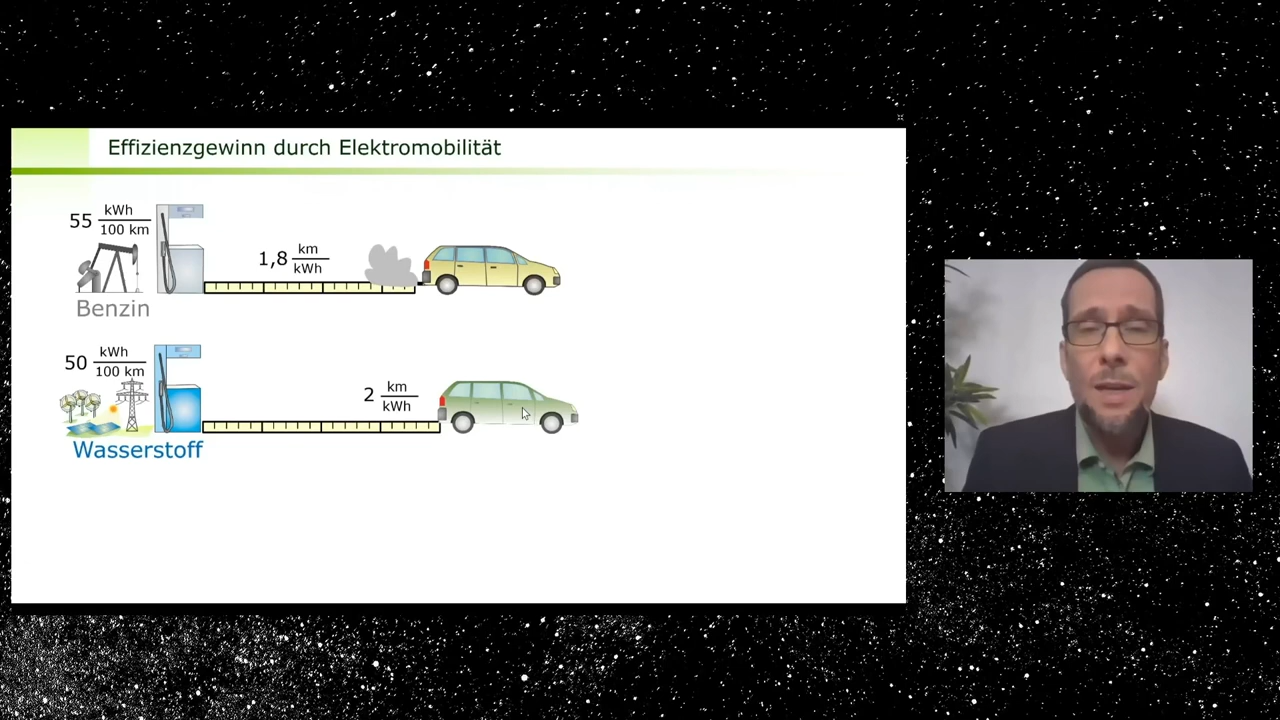 Effizienzgewinn durch Elektromobilität
55 kWh
100 km
1,8 km
kWh
Benzin
50 kWh
100 km
2 km
kWh
Wasserstoff